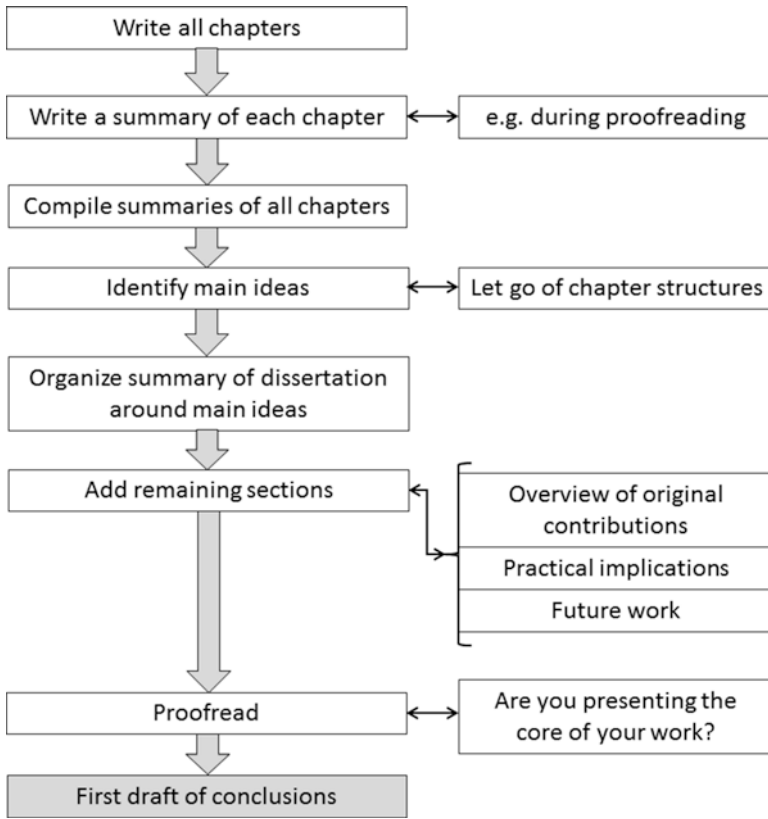 Write all chapters
Write a summary of each chapter
e.g. during proofreading
Compile summaries of all chapters
Identify main ideas
Let go of chapter structures
Organize summary of dissertation
around main ideas
Add remaining sections
Overview of original
contributions
Practical implications
Future work
Proofread
Are you presenting the
core of your work?
First draft of conclusions